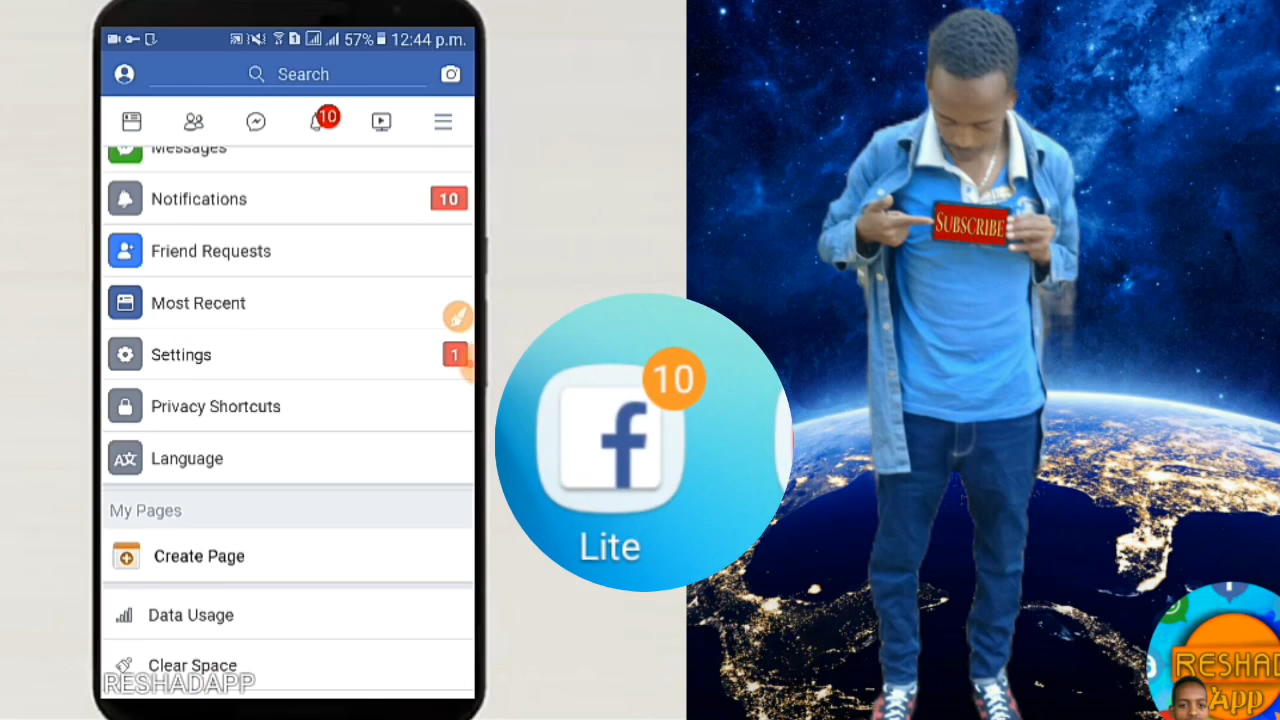 57% 12:44 p.m.
Search
10
Messages
Notifications
10
Friend Requests
Most Recent
Settings
1
Privacy Shortcuts
Language
My Pages
Create Page
Data Usage
Clear Space
RESHADAPP
10
Lite
SUBSCRIBE
RESHAD
አpp